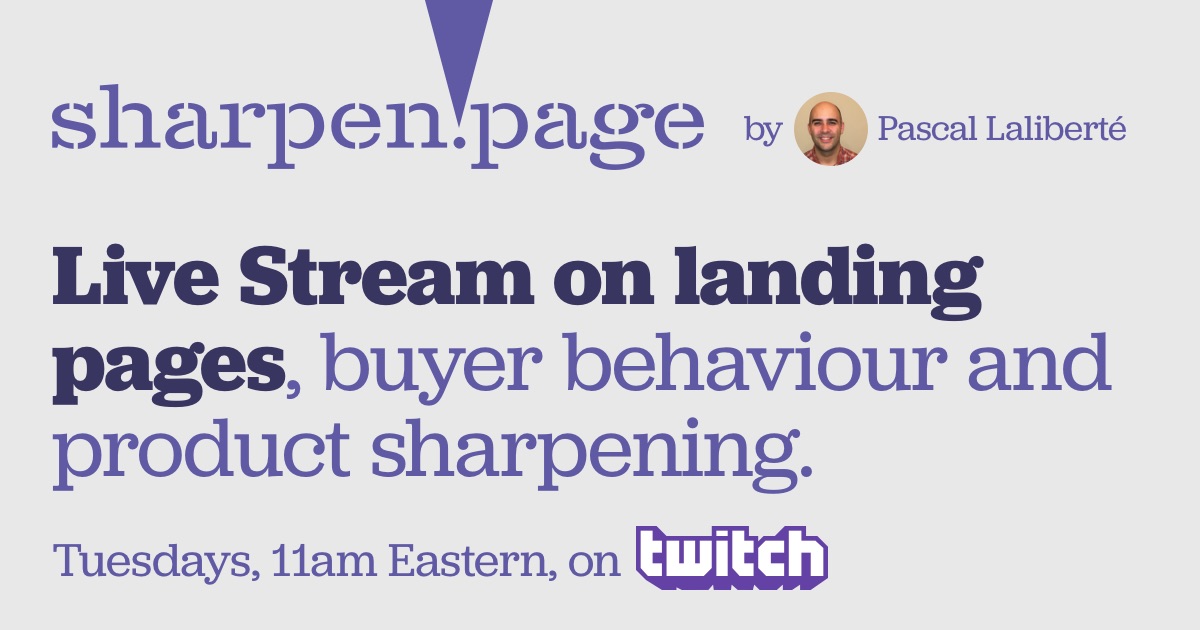 sharpen.page by Pascal Laliberté
Live Stream on landing
pages, buyer behaviour and
product sharpening.
Tuesdays, 11am Eastern, on twitch